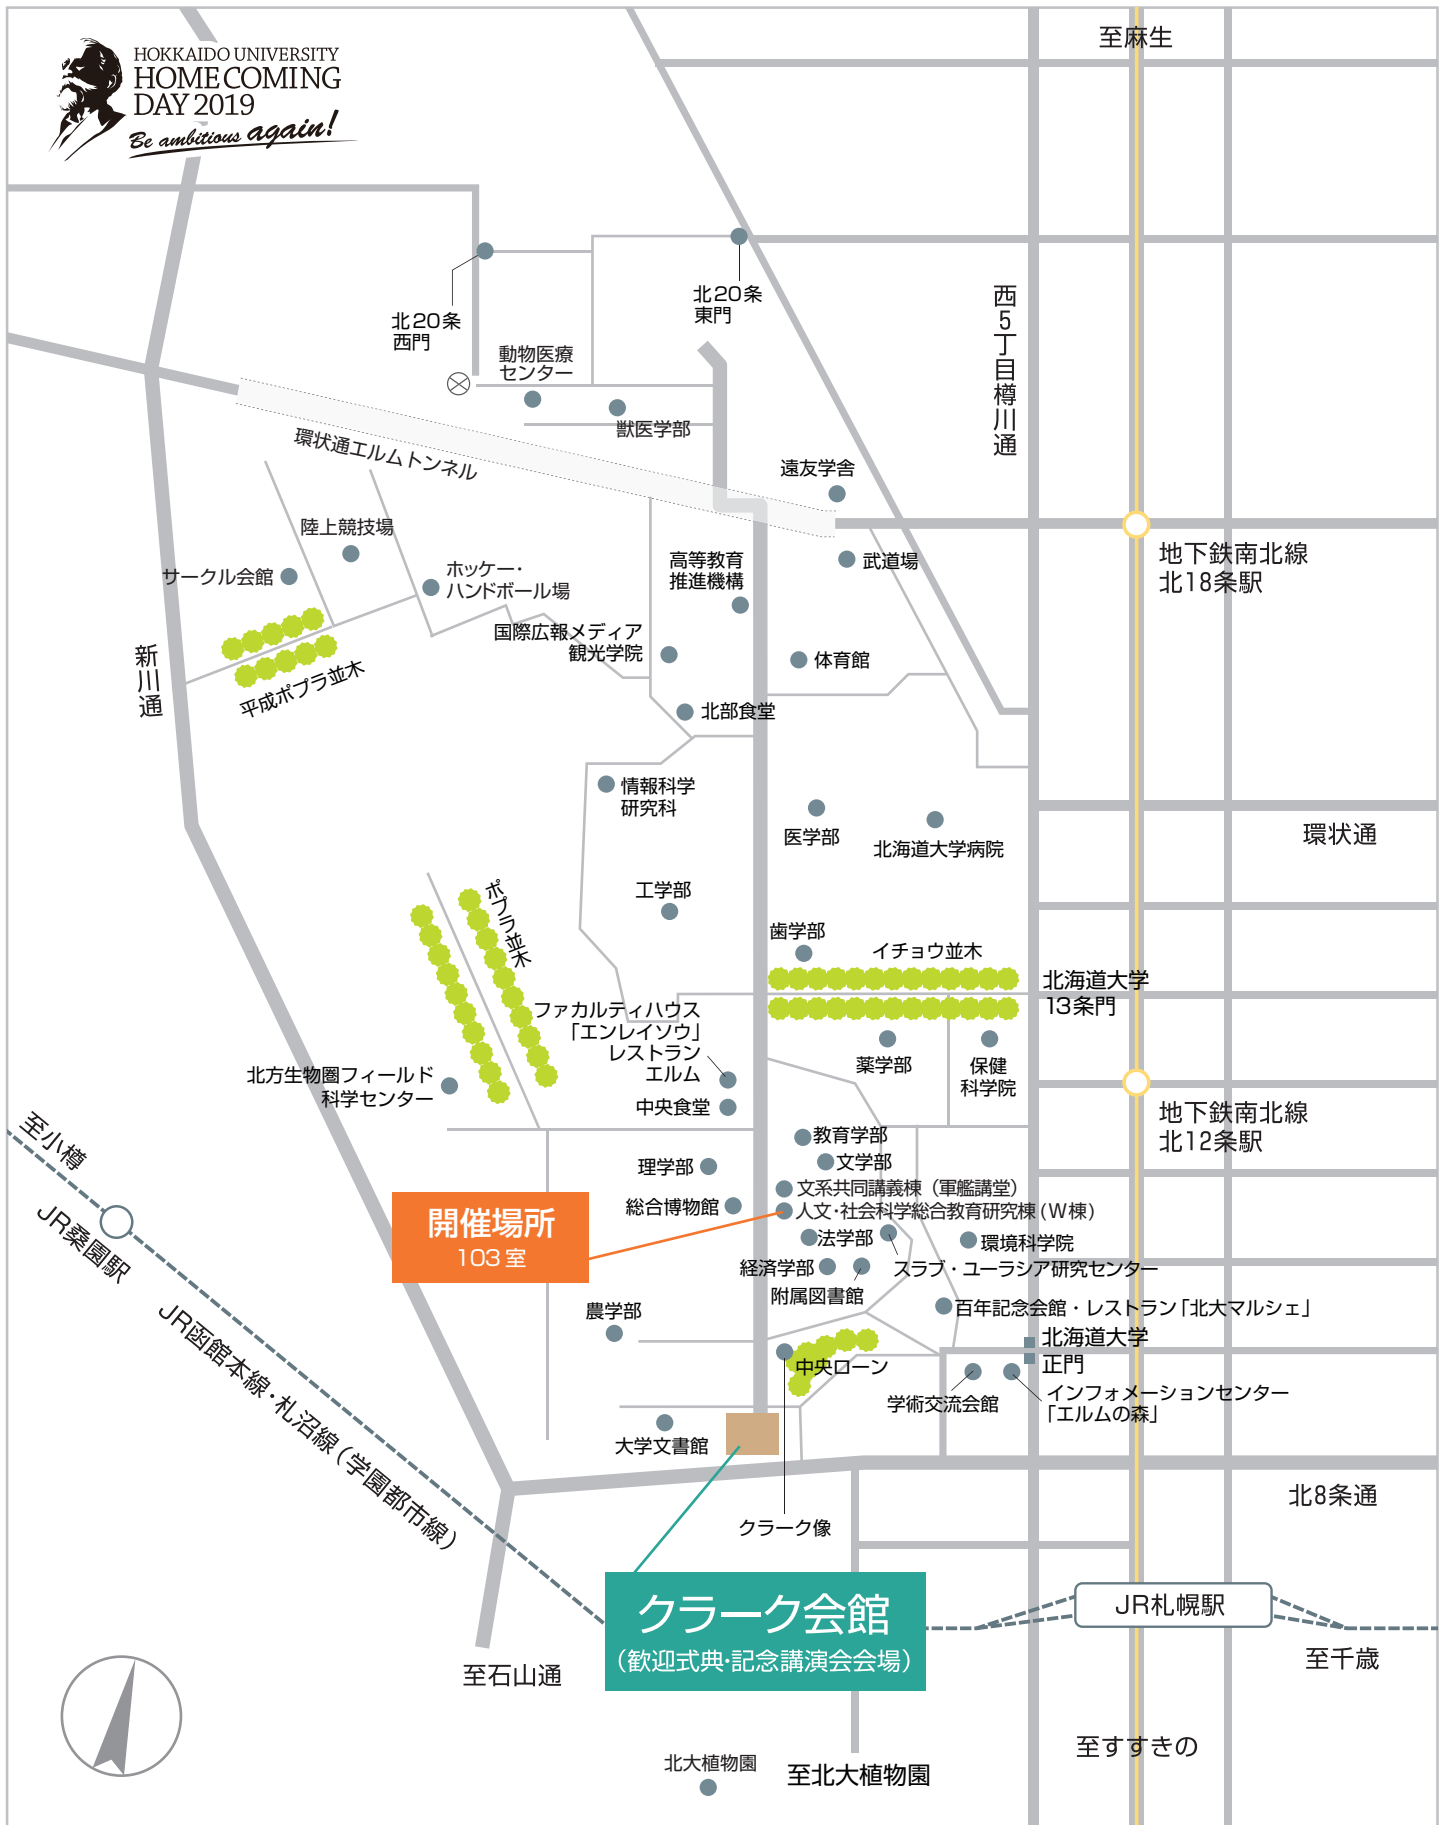 HOKKAIDO UNIVERSITY
HOME COMING
DAY 2019
Be ambitious again!
至麻生
北20条
西門
北20条
東門
西5丁目樽川通
動物医療
センター
獣医学部
環状通エルムトンネル
遠友学舎
陸上競技場
サークル会館
ホッケー・
ハンドボール場
高等教育
推進機構
武道場
地下鉄南北線
北18条駅
国際広報メディア
観光学院
体育館
新川通
平成ポプラ並木
北部食堂
情報科学
研究科
医学部
北海道大学病院
環状通
工学部
ポプラ並木
歯学部
イチョウ並木
北海道大学
13条門
ファカルティハウス
「エンレイソウ」
レストラン
エルム
薬学部
保健
科学院
北方生物圏フィールド
科学センター
中央食堂
地下鉄南北線
北12条駅
至小樽
教育学部
文学部
理学部
文系共同講義棟（軍艦講堂）
総合博物館
人文・社会科学総合教育研究棟(W棟)
JR桑園駅
開催場所
103室
法学部
環境科学院
経済学部
スラブ・ユーラシア研究センター
附属図書館
農学部
百年記念会館・レストラン「北大マルシェ」
北海道大学
正門
JR函館本線・札沼線(学園都市線)
中央ローン
学術交流会館
インフォメーションセンター
「エルムの森」
大学文書館
北8条通
クラーク像
クラーク会館
(歓迎式典・記念講演会会場)
JR札幌駅
至石山通
至千歳
至すすきの
北大植物園
至北大植物園